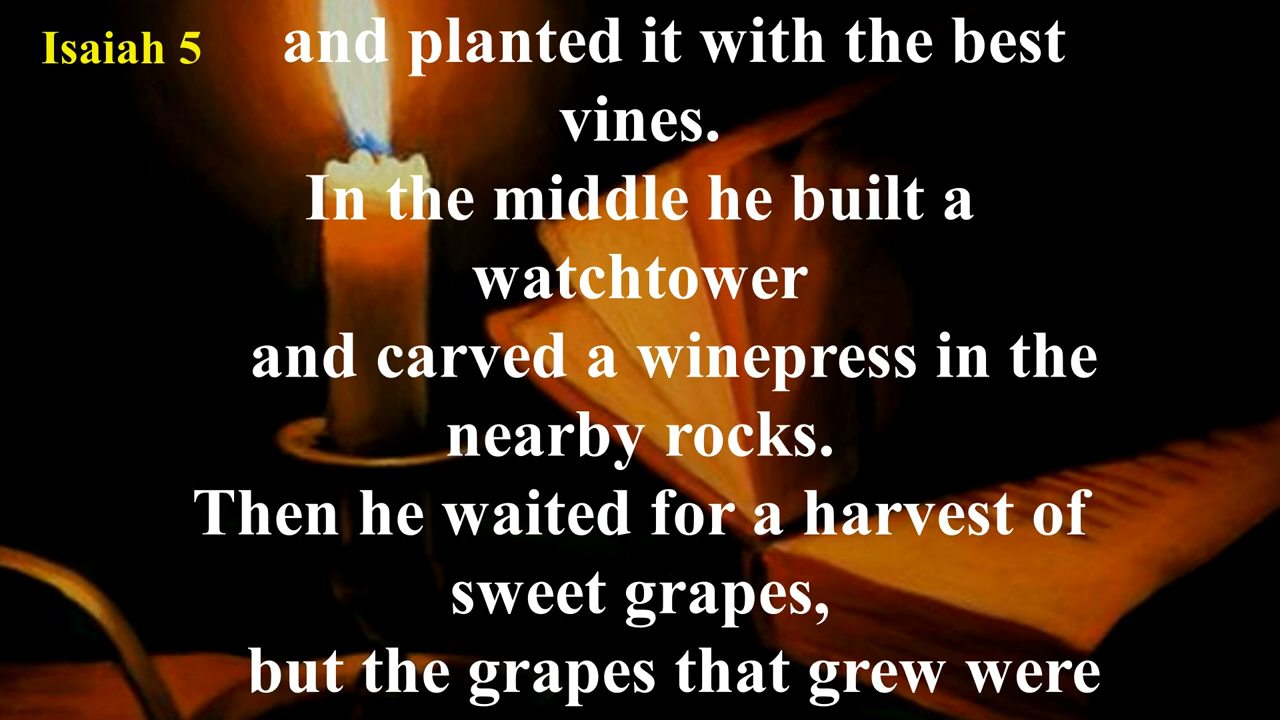 Isaiah 5
and planted it with the best
vines.
In the middle he built a
watchtower
and carved a winepress in the
nearby rocks.
Then he waited for a harvest of
sweet grapes,
but the grapes that grew were